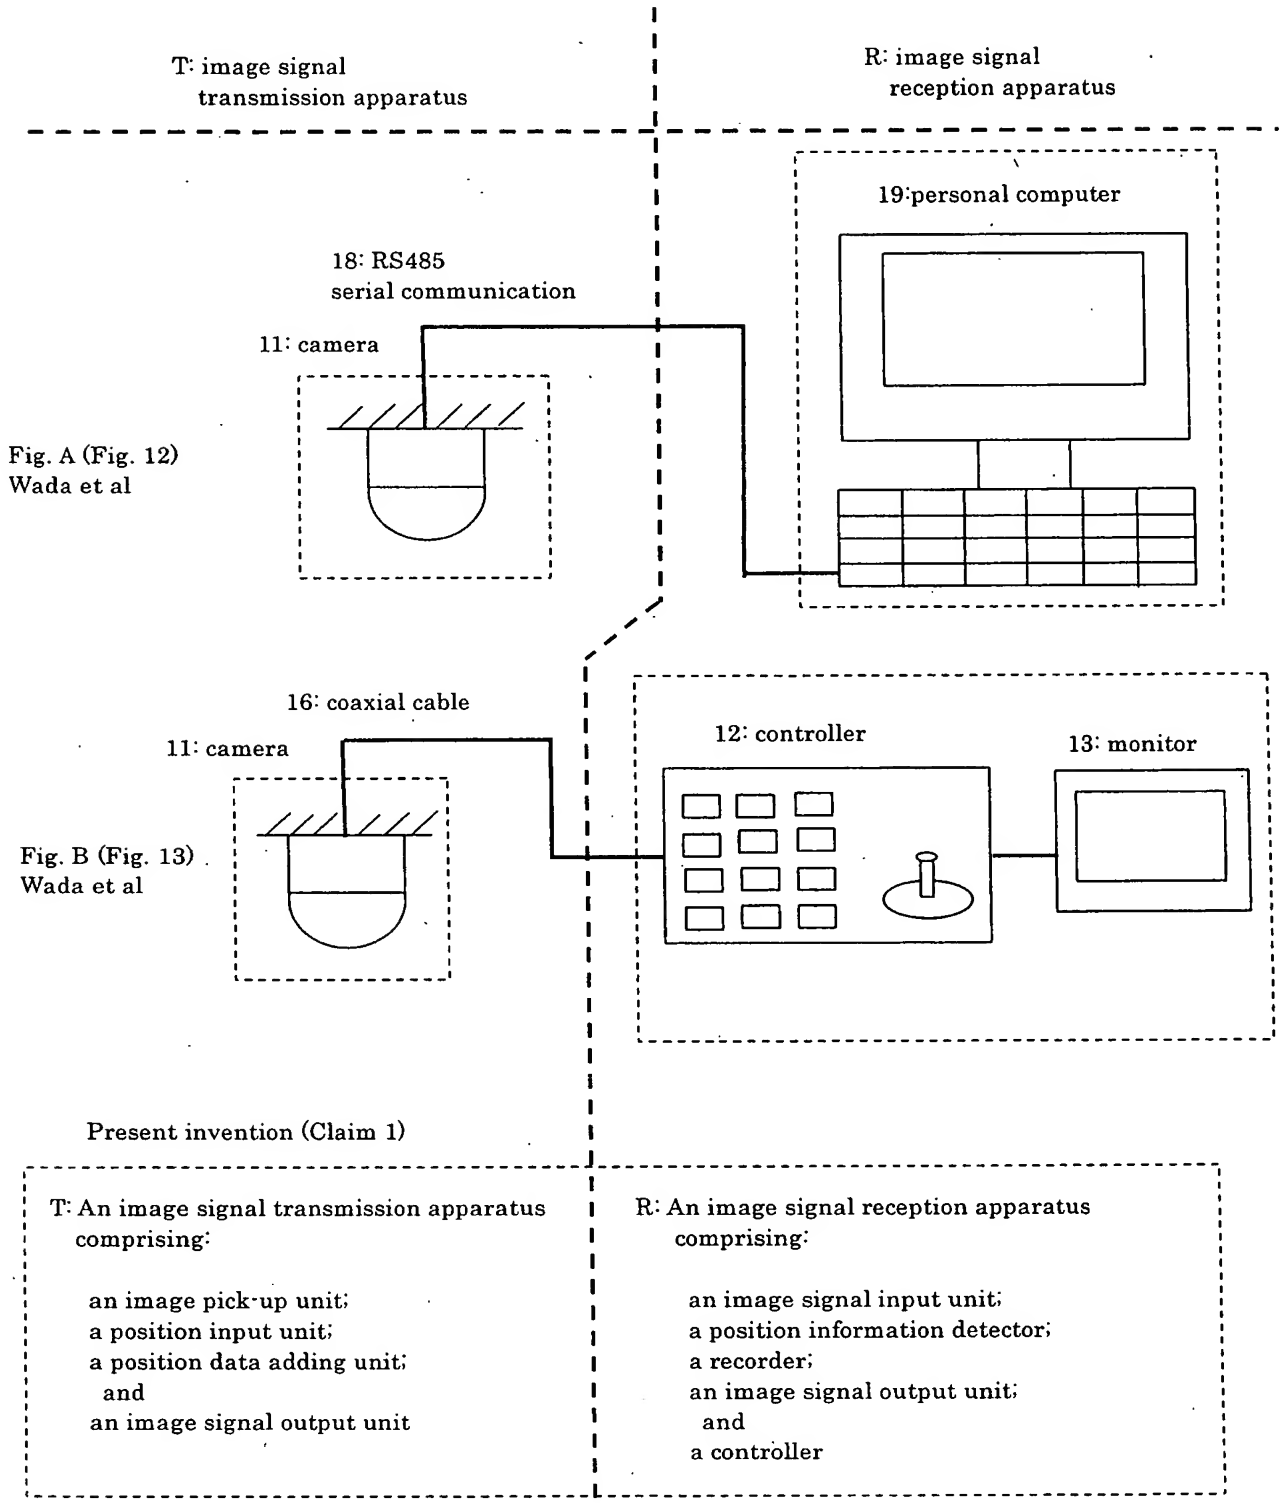 T: image signal
transmission apparatus
R: image signal
reception apparatus
19:personal computer
18: RS485
serial communication
11: camera
Fig. A (Fig. 12)
Wada et al
16: coaxial cable
11: camera
12: controller
13: monitor
Fig. B (Fig. 13)
Wada et al
Present invention (Claim 1)
T: An image signal transmission apparatus
comprising:
an image pick-up unit;
a position input unit;
a position data adding unit;
and
an image signal output unit
R: An image signal reception apparatus
comprising:
an image signal input unit;
a position information detector;
a recorder;
an image signal output unit;
and
a controller